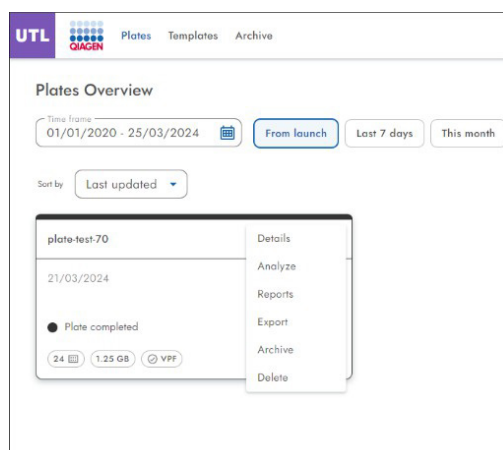 UTL QIAGEN Plates Templates Archive
Plates Overview
Time frame
01/01/2020 - 25/03/2024 From launch Last 7 days This month
Sort by Last updated
plate-test-70
21/03/2024
Plate completed
24 1.25 GB VPF
Details
Analyze
Reports
Export
Archive
Delete